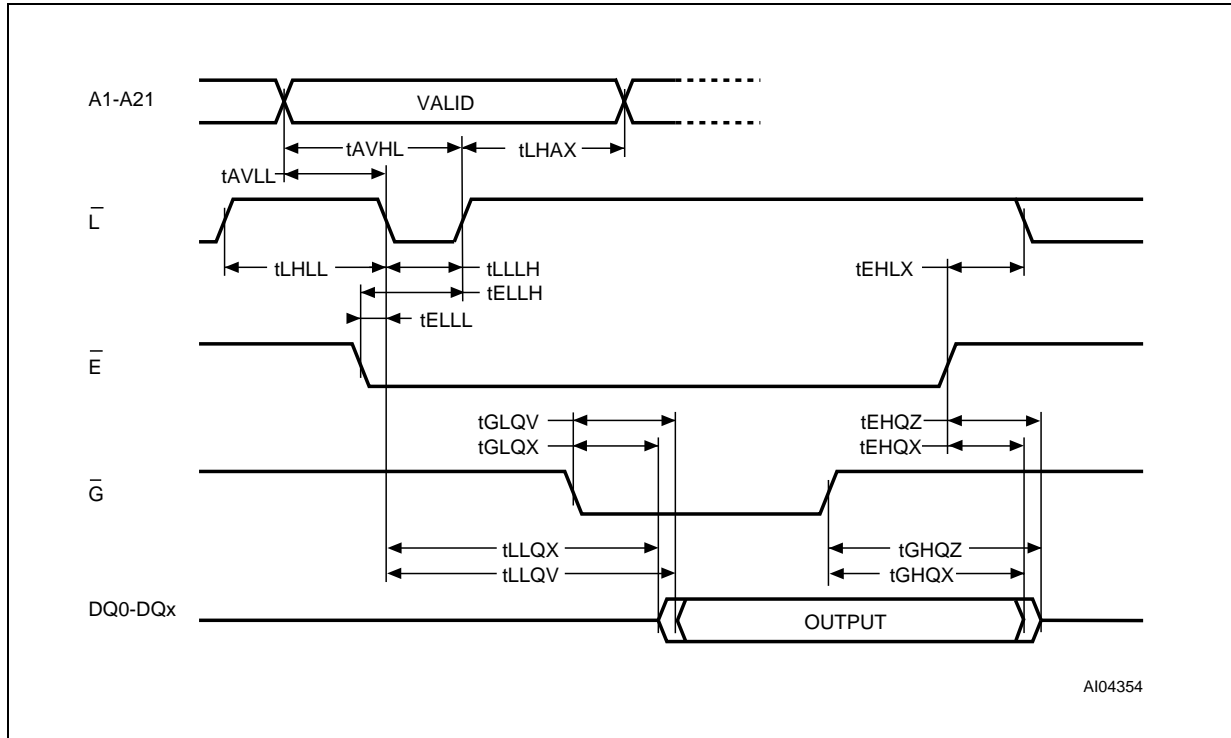 A1-A21
VALID
tAVHL
tLHAX
tAVLL
L̅
tLHLL
tLLLH
tEHLX
tELLH
tELLL
E̅
tGLQV
tEHQZ
tGLQX
tEHQX
G̅
tLLQX
tGHQZ
tLLQV
tGHQX
DQ0-DQx
OUTPUT
AI04354